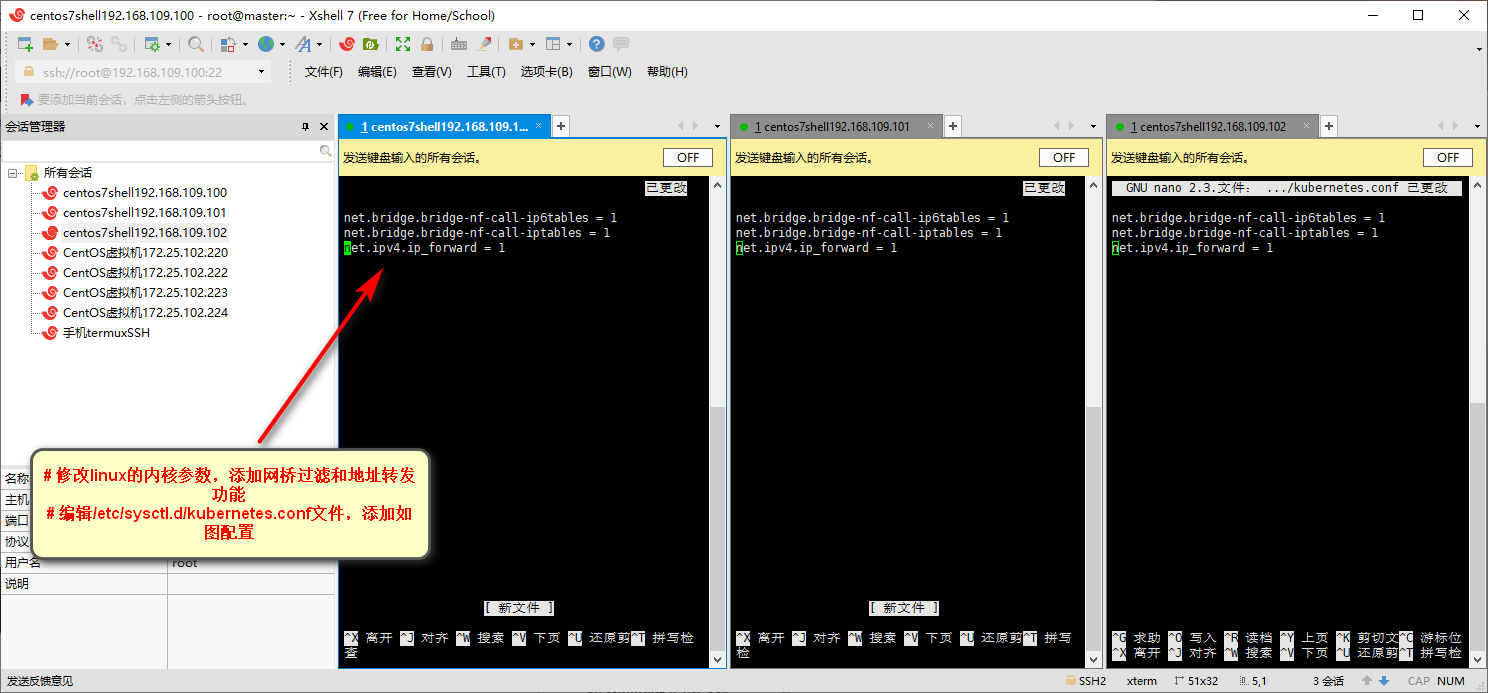 centos7shell192.168.109.100 - root@master:~ - Xshell 7 (Free for Home/School)
ssh://root@192.168.109.100:22
文件(F) 编辑(E) 查看(V) 工具(T) 选项卡(B) 窗口(W) 帮助(H)
要添加当前会话，点击左侧的箭头按钮。
会话管理器
所有会话
centos7shell192.168.109.100
centos7shell192.168.109.101
centos7shell192.168.109.102
CentOS虚拟机172.25.102.220
CentOS虚拟机172.25.102.222
CentOS虚拟机172.25.102.223
CentOS虚拟机172.25.102.224
手机termuxSSH
名称
主机
端口
协议
用户名 root
说明
# 修改linux的内核参数，添加网桥过滤和地址转发
功能
# 编辑/etc/sysctl.d/kubernetes.conf文件，添加如
图配置
1 centos7shell192.168.109.1...
发送键盘输入的所有会话。 OFF
已更改
net.bridge.bridge-nf-call-ip6tables = 1
net.bridge.bridge-nf-call-iptables = 1
net.ipv4.ip_forward = 1
[ 新文件 ]
^X 离开 ^J 对齐 ^W 搜索 ^V 下页 ^U 还原剪^T 拼写检
查
1 centos7shell192.168.109.101
发送键盘输入的所有会话。 OFF
已更改
net.bridge.bridge-nf-call-ip6tables = 1
net.bridge.bridge-nf-call-iptables = 1
net.ipv4.ip_forward = 1
[ 新文件 ]
^X 离开 ^J 对齐 ^W 搜索 ^V 下页 ^U 还原剪^T 拼写
检
1 centos7shell192.168.109.102
发送键盘输入的所有会话。 OFF
GNU nano 2.3.文件： .../kubernetes.conf 已更改
net.bridge.bridge-nf-call-ip6tables = 1
net.bridge.bridge-nf-call-iptables = 1
net.ipv4.ip_forward = 1
^G 求助 ^O 写入 ^R 读档 ^Y 上页 ^K 剪切文^C 游标位
^X 离开 ^J 对齐 ^W 搜索 ^V 下页 ^U 还原剪^T 拼写检
发送反馈意见
SSH2 xterm 51x32 5,1 3 会话 CAP NUM